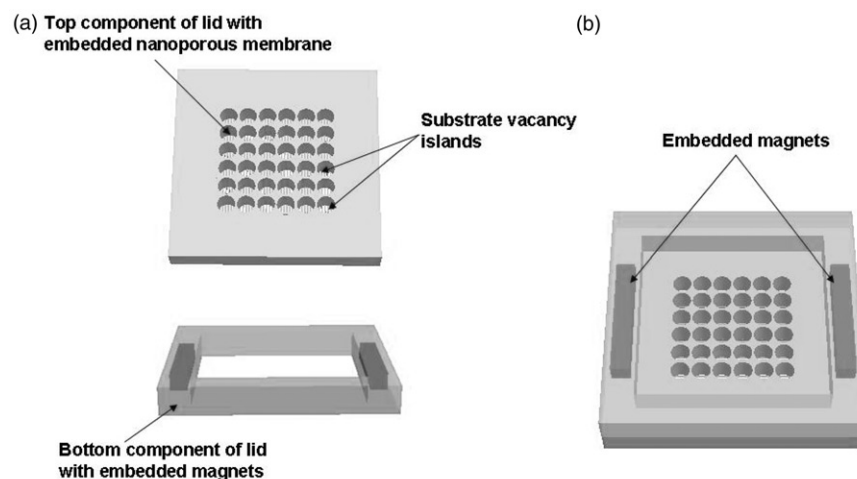 (a)
Top component of lid with
embedded nanoporous membrane
Substrate vacancy
islands
Bottom component of lid
with embedded magnets
(b)
Embedded magnets